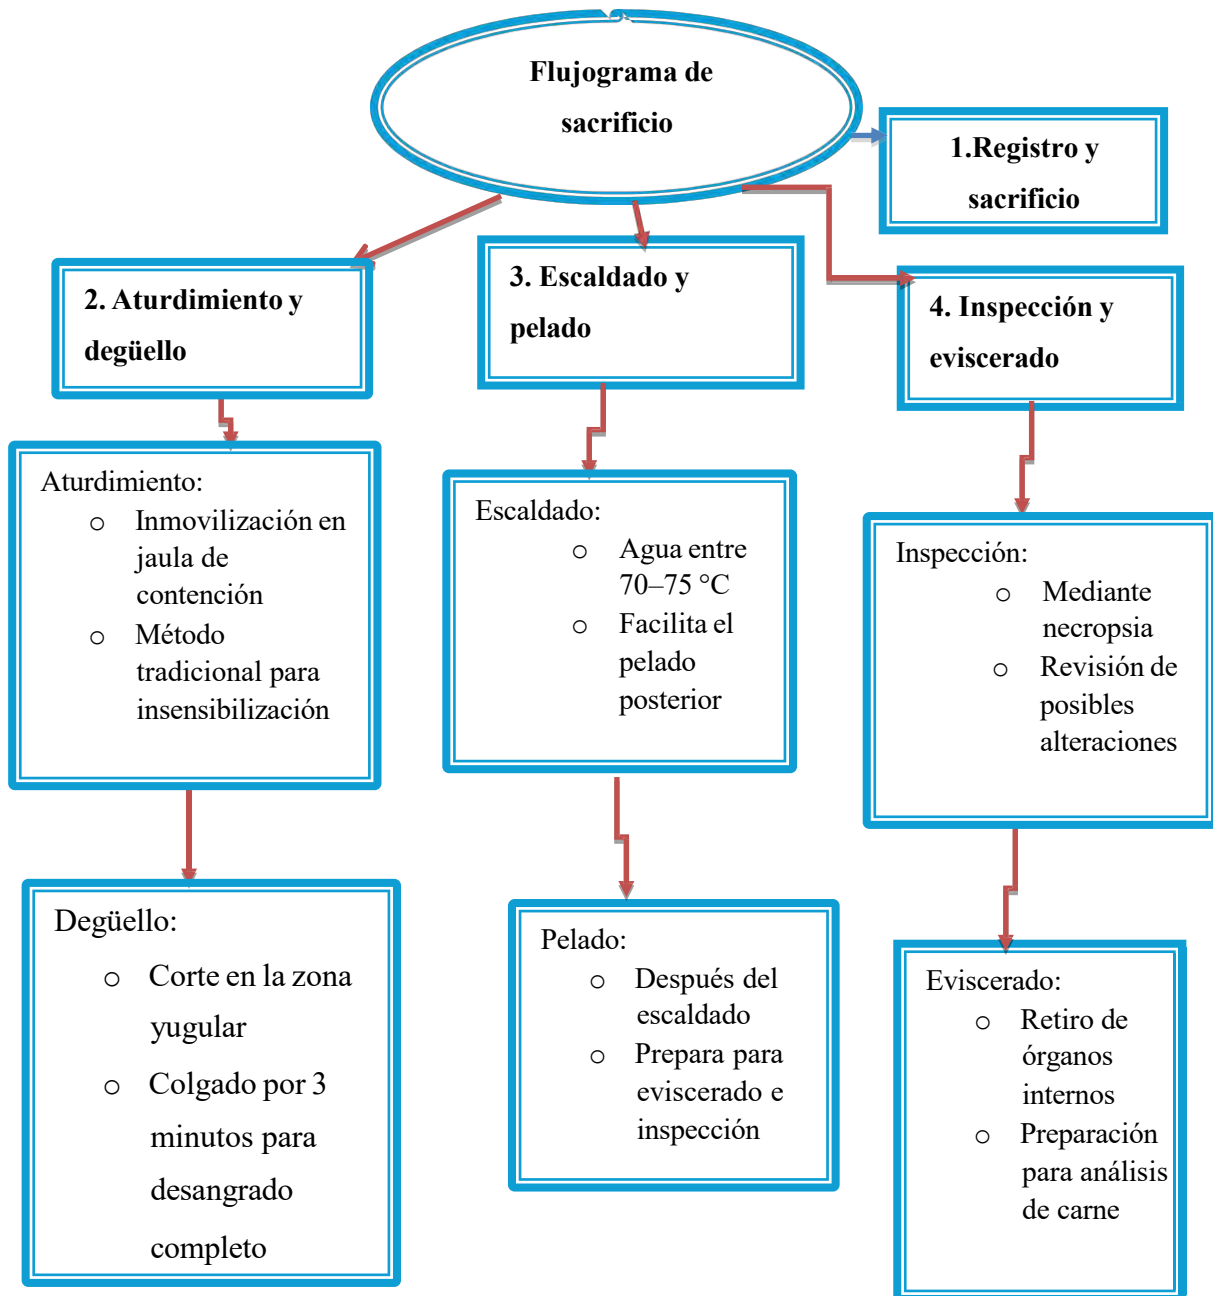 Flujograma de
sacrificio
1.Registro y
sacrificio
2. Aturdimiento y
degüello
3. Escaldado y
pelado
4. Inspección y
eviscerado
Aturdimiento:
o Inmovilización en
jaula de
contención
o Método
tradicional para
insensibilización
Escaldado:
o Agua entre
70–75 °C
o Facilita el
pelado
posterior
Inspección:
o Mediante
necropsia
o Revisión de
posibles
alteraciones
Degüello:
o Corte en la zona
yugular
o Colgado por 3
minutos para
desangrado
completo
Pelado:
o Después del
escaldado
o Prepara para
eviscerado e
inspección
Eviscerado:
o Retiro de
órganos
internos
o Preparación
para análisis
de carne